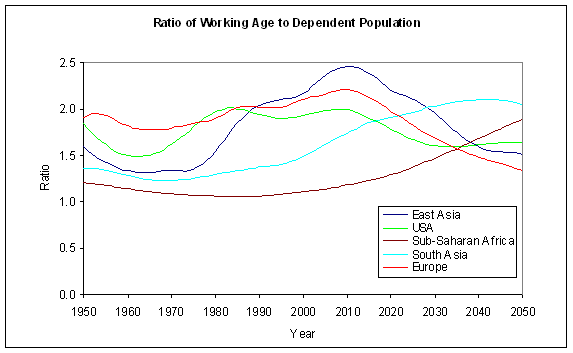 Ratio of Working Age to Dependent Population
2.5
2.0
1.5
1.0
0.5
0.0
Ratio
1950 1960 1970 1980 1990 2000 2010 2020 2030 2040 2050
Year
East Asia
USA
Sub-Saharan Africa
South Asia
Europe